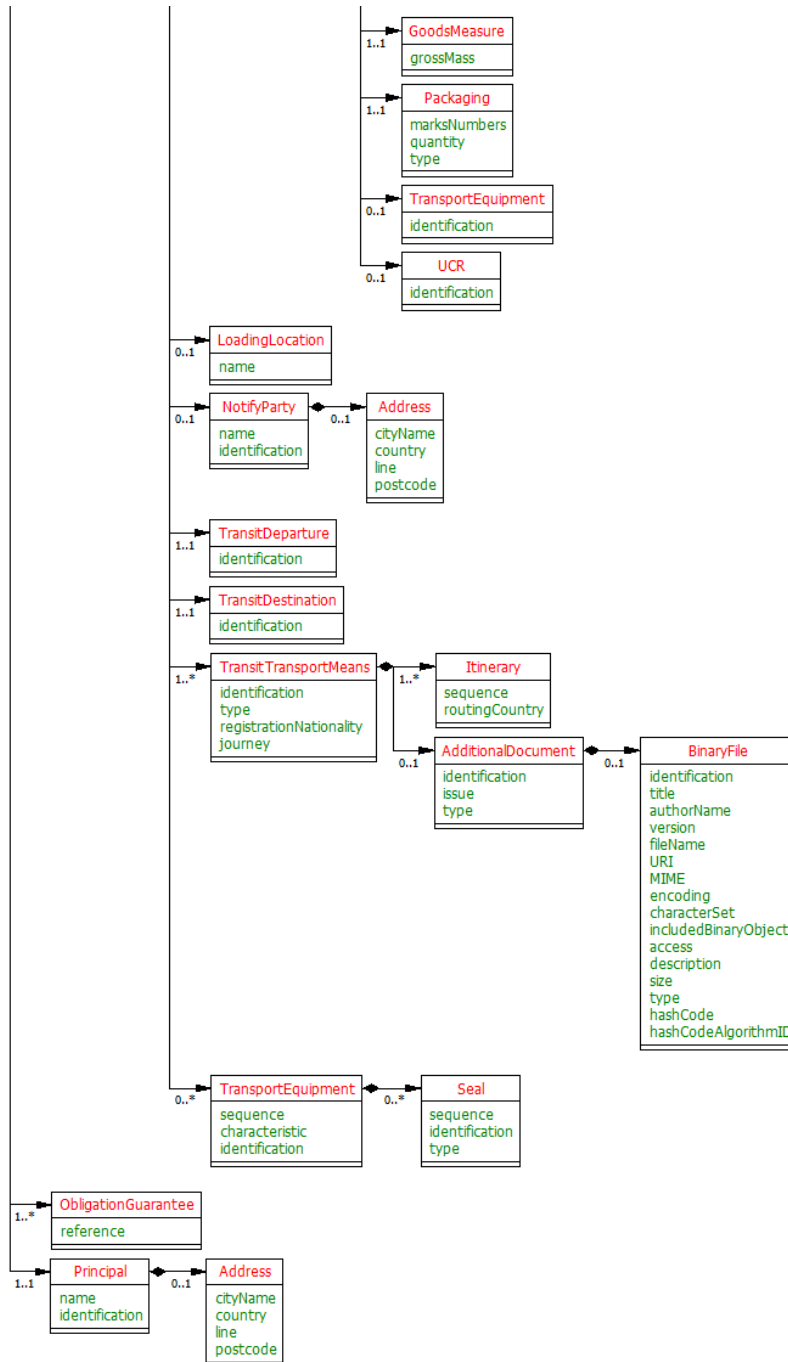 GoodsMeasure
1..1
grossMass
Packaging
1..1
marksNumbers
quantity
type
TransportEquipment
0..1
identification
UCR
0..1
identification
LoadingLocation
0..1
name
NotifyParty
0..1
name
identification
Address
0..1
cityName
country
line
postcode
TransitDeparture
1..1
identification
TransitDestination
1..1
identification
TransitTransportMeans
1..*
identification
type
registrationNationality
journey
Itinerary
1..*
sequence
routingCountry
AdditionalDocument
0..1
identification
issue
type
BinaryFile
0..1
identification
title
authorName
version
fileName
URI
MIME
encoding
characterSet
includedBinaryObject
access
description
size
type
hashCode
hashCodeAlgorithmID
TransportEquipment
0..*
sequence
characteristic
identification
Seal
0..*
sequence
identification
type
ObligationGuarantee
1..*
reference
Principal
1..1
name
identification
Address
0..1
cityName
country
line
postcode